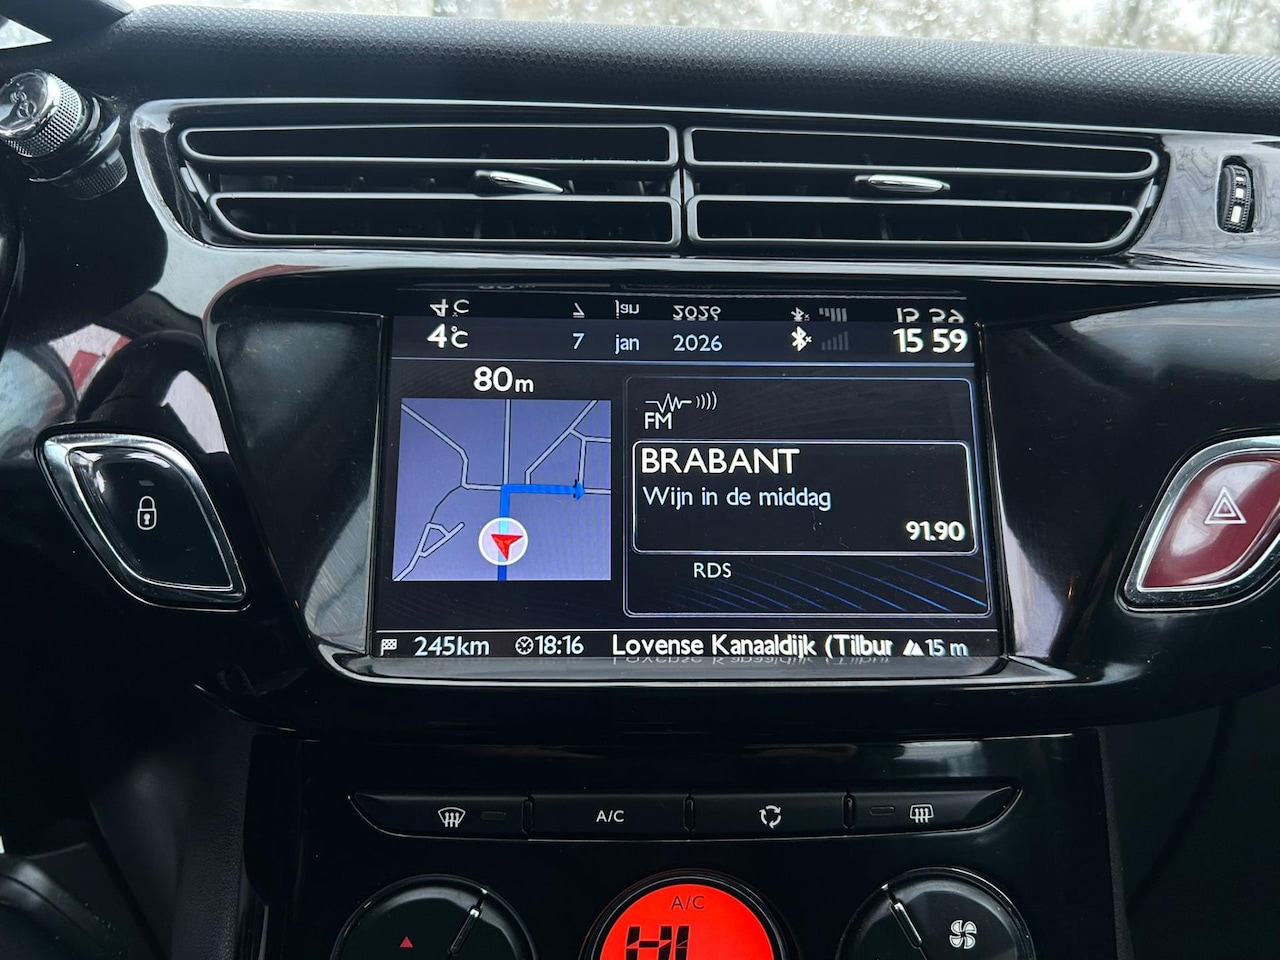 4°C 7 jan 2026 15 59
80m
FM
BRABANT
Wijn in de middag
91.90
RDS
245km 18:16 Lovense Kanaaldijk (Tilbur 15 m
A/C
A/C
HI